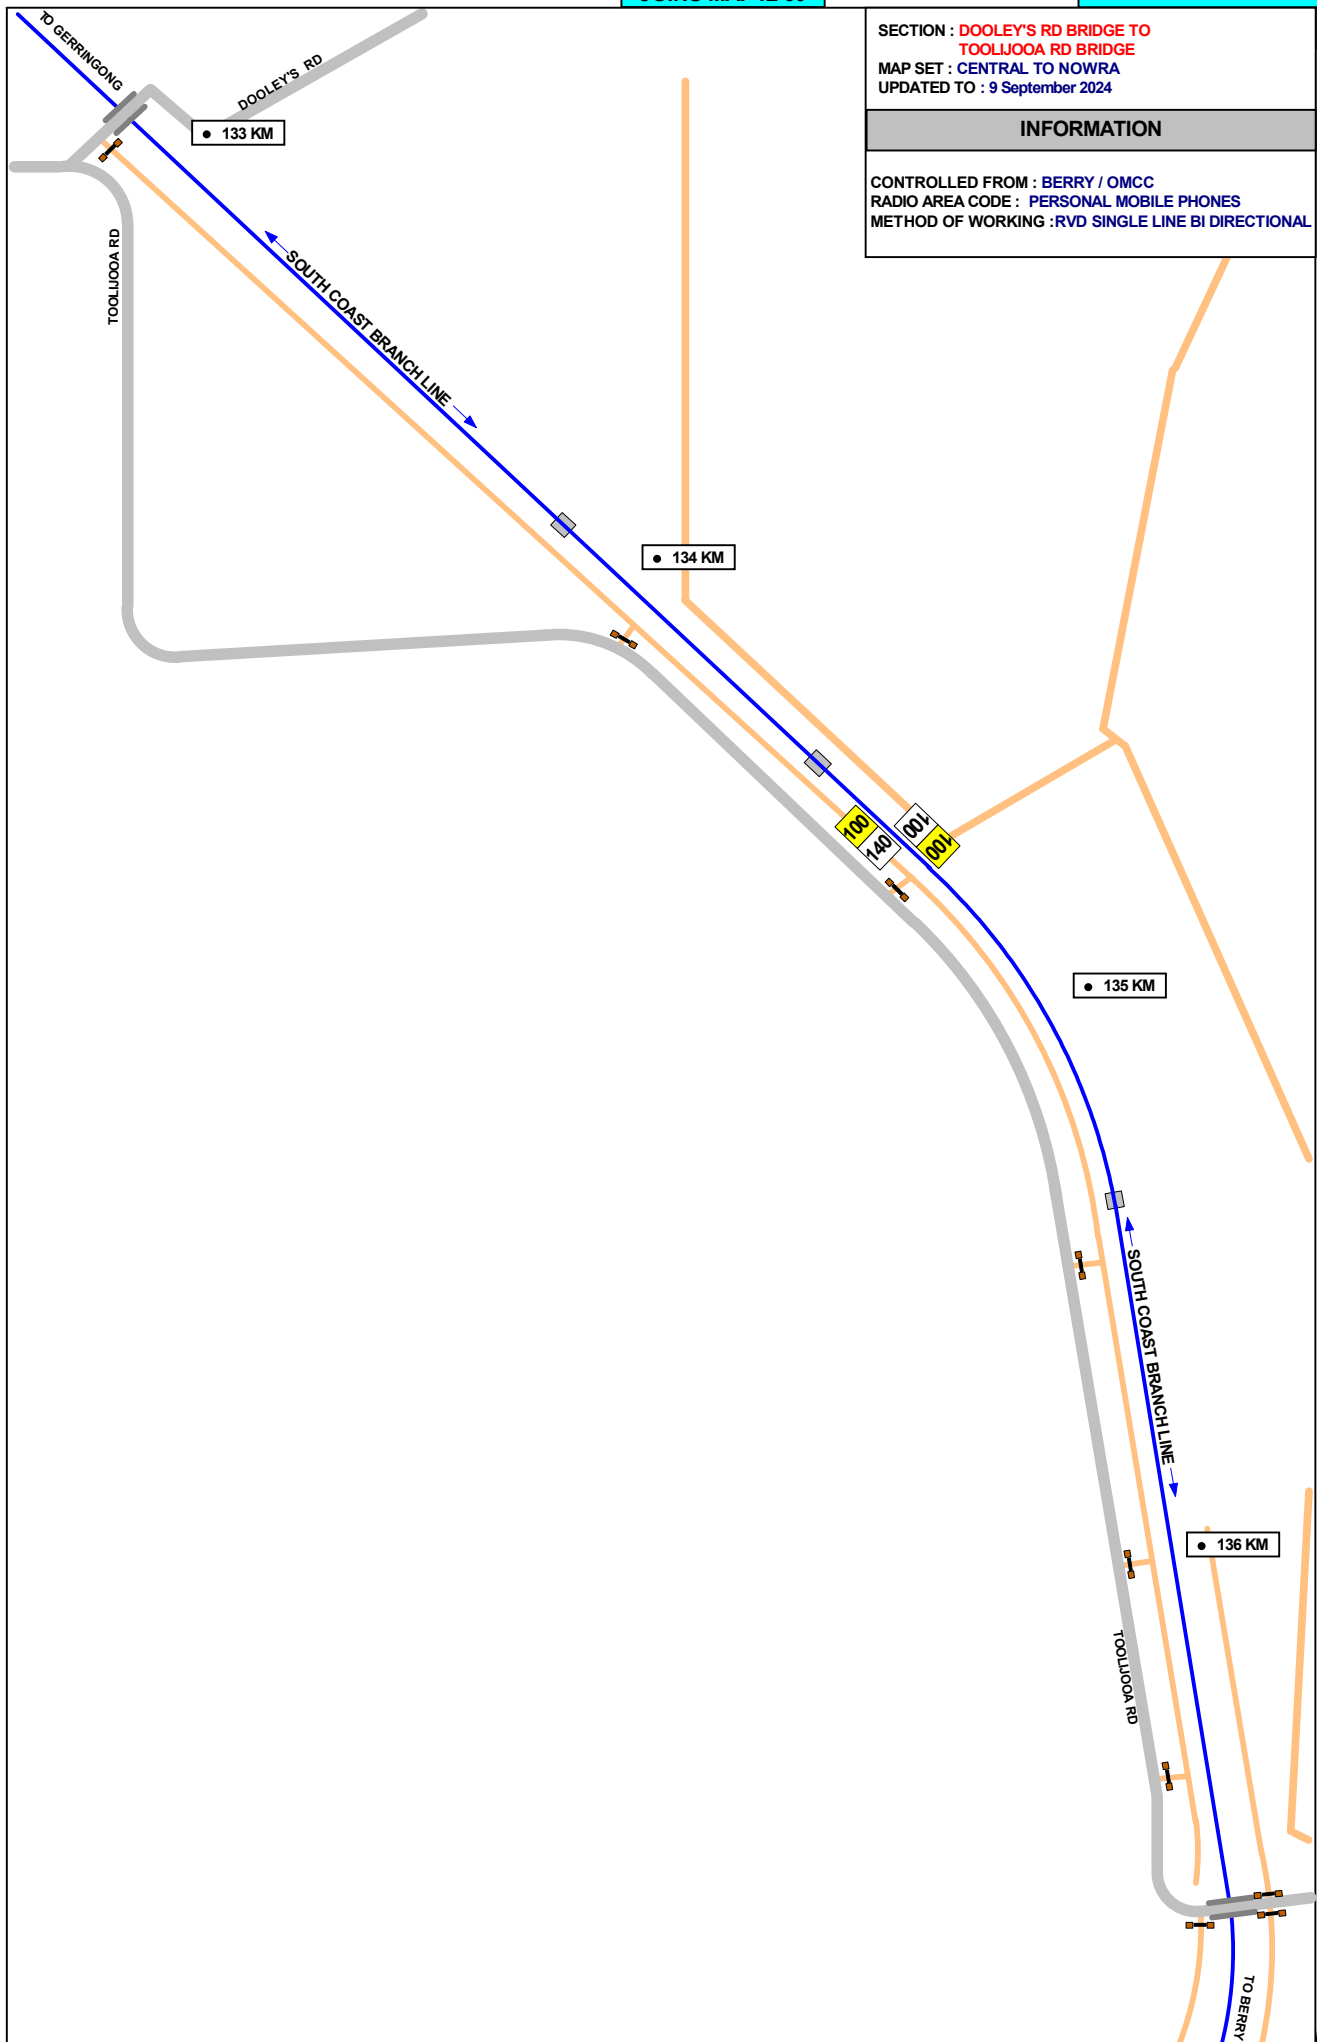 SECTION : DOOLEY'S RD BRIDGE TO
TOOLIJOOA RD BRIDGE
MAP SET : CENTRAL TO NOWRA
UPDATED TO : 9 September 2024
INFORMATION
CONTROLLED FROM : BERRY / OMCC
RADIO AREA CODE : PERSONAL MOBILE PHONES
METHOD OF WORKING :RVD SINGLE LINE BI DIRECTIONAL
TO GERRINGONG
DOOLEY'S RD
133 KM
TOOLIJOOA RD
SOUTH COAST BRANCH LINE
134 KM
100
140
100
100
135 KM
SOUTH COAST BRANCH LINE
136 KM
TOOLIJOOA RD
TO BERRY